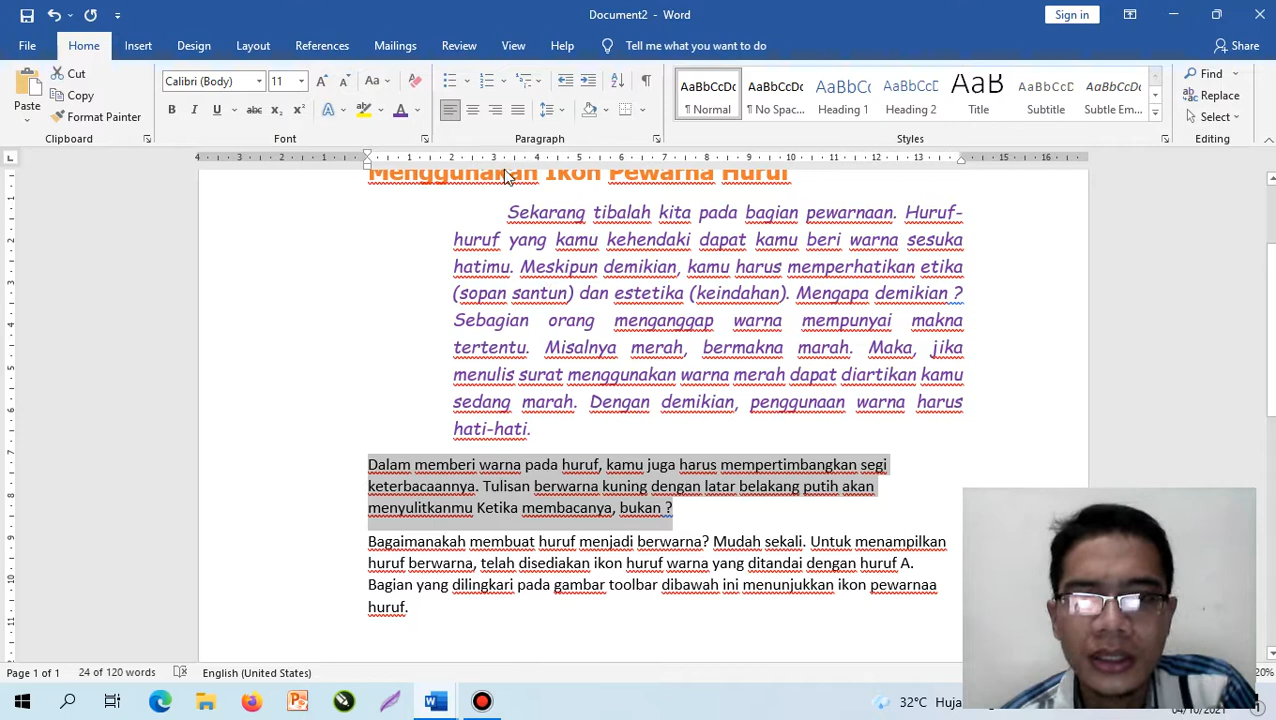 Document2 - Word
Sign in
File Home Insert Design Layout References Mailings Review View Help Tell me what you want to do Share
Cut
Copy
Format Painter
Paste
Clipboard
Calibri (Body) 11
Font
Paragraph
AaBbCcDc AaBbCcDc AaBbCc AaBbCcD AaB AaBbCcD AaBbCcDc
¶ Normal ¶ No Spac... Heading 1 Heading 2 Title Subtitle Subtle Em...
Styles
Find
Replace
Select
Editing
Menggunakan Ikon Pewarna Huruf
Sekarang tibalah kita pada bagian pewarnaan. Huruf-
huruf yang kamu kehendaki dapat kamu beri warna sesuka
hatimu. Meskipun demikian, kamu harus memperhatikan etika
(sopan santun) dan estetika (keindahan). Mengapa demikian ?
Sebagian orang menganggap warna mempunyai makna
tertentu. Misalnya merah, bermakna marah. Maka, jika
menulis surat menggunakan warna merah dapat diartikan kamu
sedang marah. Dengan demikian, penggunaan warna harus
hati-hati.
Dalam memberi warna pada huruf, kamu juga harus mempertimbangkan segi
keterbacaannya. Tulisan berwarna kuning dengan latar belakang putih akan
menyulitkanmu Ketika membacanya, bukan ?
Bagaimanakah membuat huruf menjadi berwarna? Mudah sekali. Untuk menampilkan
huruf berwarna, telah disediakan ikon huruf warna yang ditandai dengan huruf A.
Bagian yang dilingkari pada gambar toolbar dibawah ini menunjukkan ikon pewarnaa
huruf.
Page 1 of 1 24 of 120 words English (United States)
32°C Huja
04/10/2021